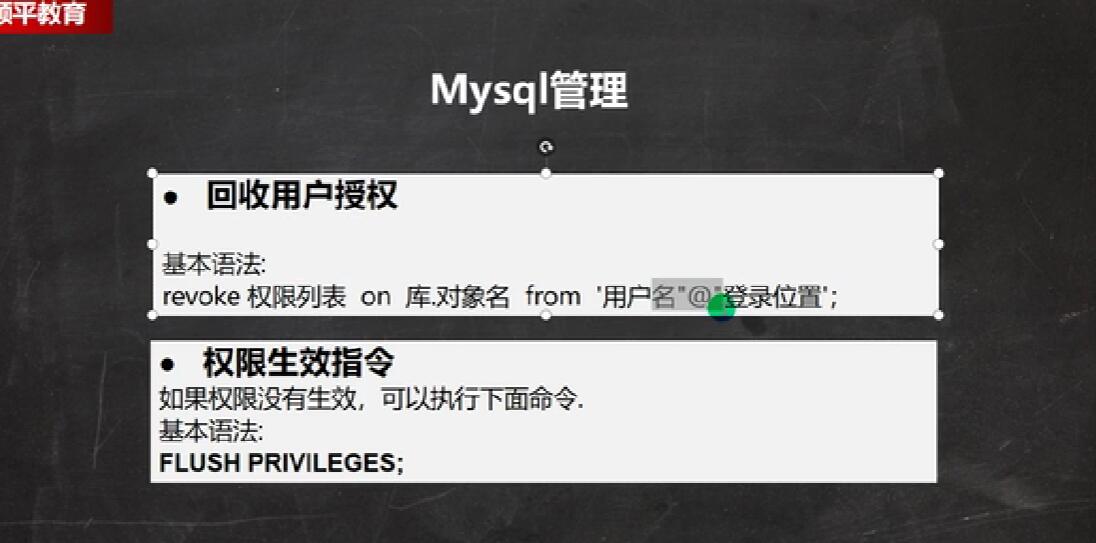 顺平教育
Mysql管理
● 回收用户授权
基本语法:
revoke 权限列表 on 库.对象名 from '用户名"@"登录位置';
● 权限生效指令
如果权限没有生效，可以执行下面命令.
基本语法:
FLUSH PRIVILEGES;